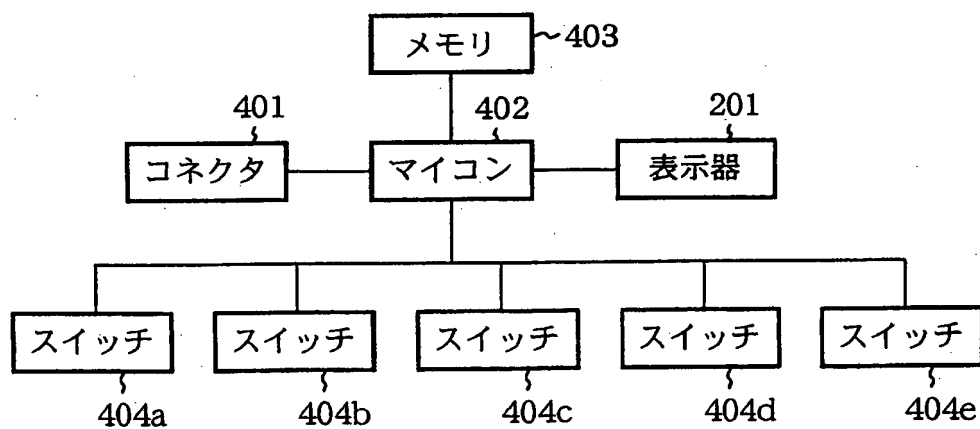 メモリ
403
401
402
201
コネクタ
マイコン
表示器
スイッチ
スイッチ
スイッチ
スイッチ
スイッチ
404a
404b
404c
404d
404e